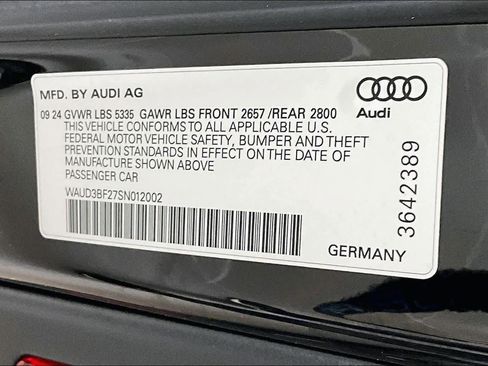 MFD. BY AUDI AG
09 24 GVWR LBS 5335 GAWR LBS FRONT 2657 /REAR 2800
THIS VEHICLE CONFORMS TO ALL APPLICABLE U.S.
FEDERAL MOTOR VEHICLE SAFETY, BUMPER AND THEFT
PREVENTION STANDARDS IN EFFECT ON THE DATE OF
MANUFACTURE SHOWN ABOVE
PASSENGER CAR
WAUD3BF27SN012002
Audi
3642389
GERMANY